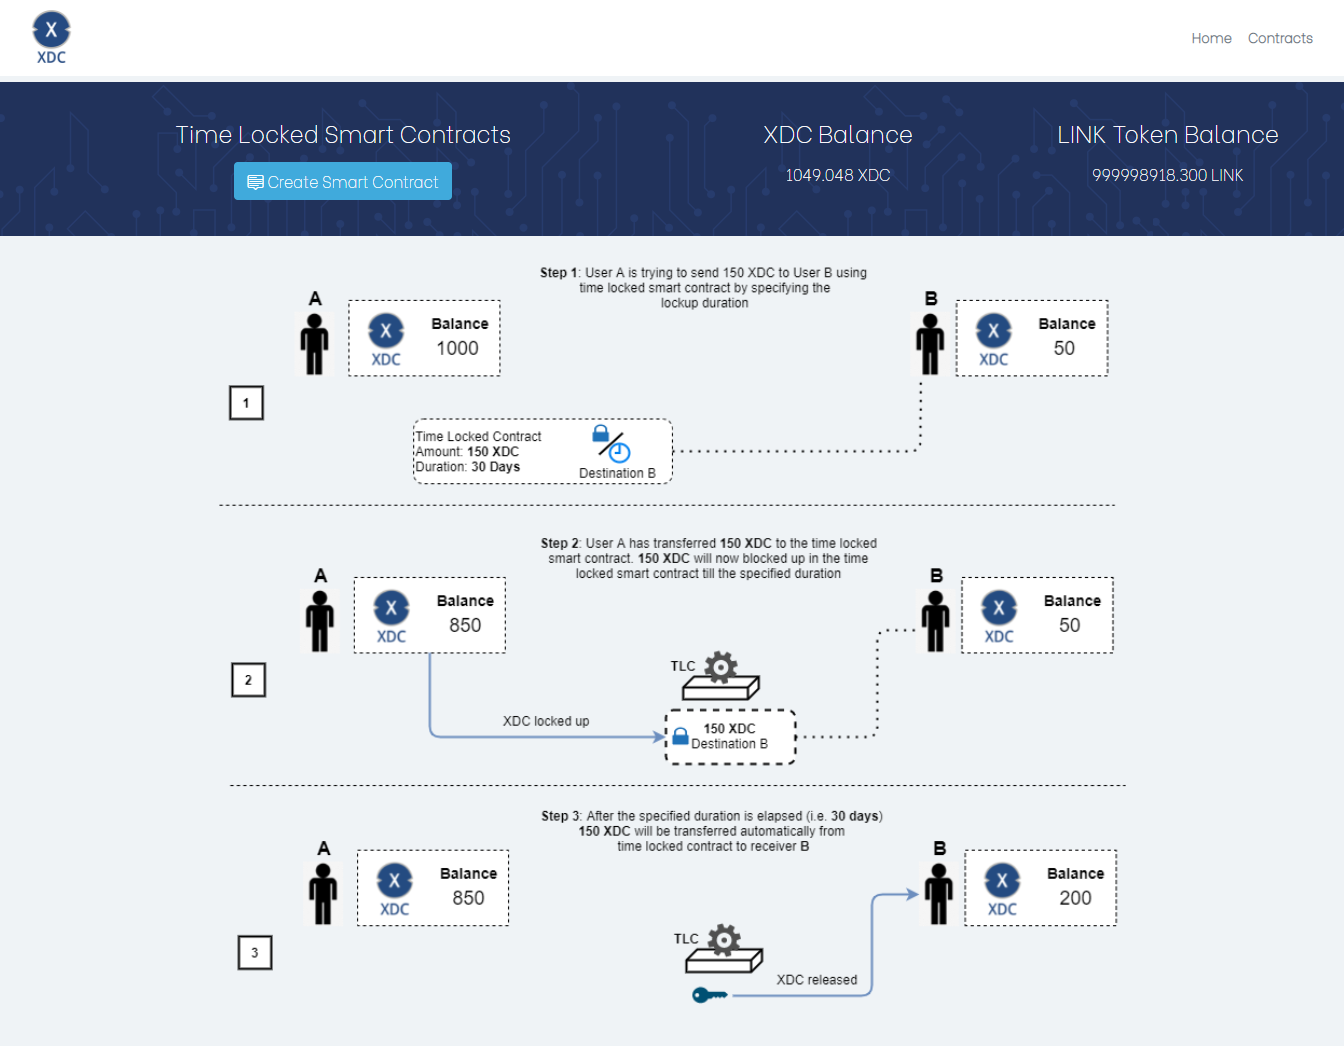 X
XDC
Home Contracts
Time Locked Smart Contracts
Create Smart Contract
XDC Balance
1049.048 XDC
LINK Token Balance
999998918.300 LINK
Step 1: User A is trying to send 150 XDC to User B using
time locked smart contract by specifying the
lockup duration
A
X
XDC
Balance
1000
B
X
XDC
Balance
50
1
Time Locked Contract
Amount: 150 XDC
Duration: 30 Days
Destination B
Step 2: User A has transferred 150 XDC to the time locked
smart contract. 150 XDC will now blocked up in the time
locked smart contract till the specified duration
A
X
XDC
Balance
850
B
X
XDC
Balance
50
2
TLC
XDC locked up
150 XDC
Destination B
Step 3: After the specified duration is elapsed (i.e. 30 days)
150 XDC will be transferred automatically from
time locked contract to receiver B
A
X
XDC
Balance
850
B
X
XDC
Balance
200
3
TLC
XDC released